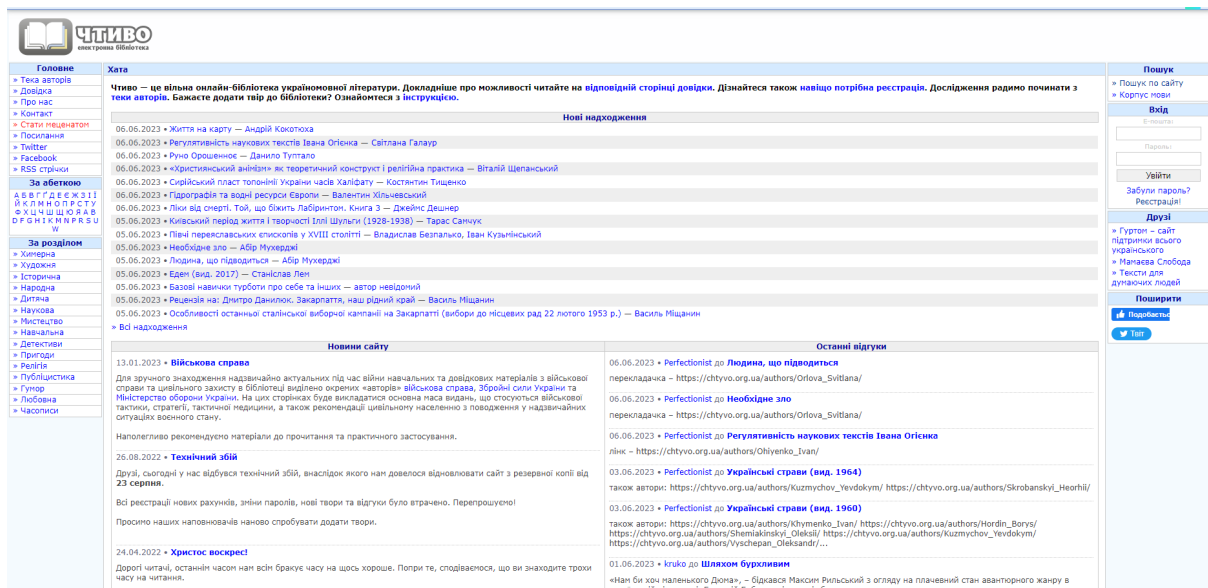 ЧТИВО
електронна бібліотека
Головне
» Тека авторів
» Довідка
» Про нас
» Контакт
» Стати меценатом
» Посилання
» Twitter
» Facebook
» RSS стрічки
За абеткою
А Б В Г Ґ Д Е Є Ж З І Ї
Й К Л М Н О П Р С Т У
Ф Х Ц Ч Ш Щ Ю Я A B
D F G H I K M N P R S U
W
За розділом
» Химерна
» Художня
» Історична
» Народна
» Дитяча
» Наукова
» Мистецтво
» Навчальна
» Детективи
» Пригоди
» Релігія
» Публіцистика
» Гумор
» Любовна
» Часописи
Хата
Чтиво — це вільна онлайн-бібліотека україномовної літератури. Докладніше про можливості читайте на відповідній сторінці довідки. Дізнайтеся також навіщо потрібна реєстрація. Дослідження радимо починати з
теки авторів. Бажаєте додати твір до бібліотеки? Ознайомтеся з інструкцією.
Нові надходження
06.06.2023 • Життя на карту — Андрій Кокотюха
06.06.2023 • Регулятивність наукових текстів Івана Огієнка — Світлана Галаур
06.06.2023 • Руно Орошенноє — Данило Туптало
06.06.2023 • «Християнський анімізм» як теоретичний конструкт і релігійна практика — Віталій Щепанський
06.06.2023 • Сирійський пласт топонімії України часів Халіфату — Костянтин Тищенко
06.06.2023 • Гідрографія та водні ресурси Європи — Валентин Хільчевський
06.06.2023 • Ліки від смерті. Той, що біжить Лабіринтом. Книга 3 — Джеймс Дешнер
06.06.2023 • Київський період життя і творчості Іллі Шульги (1928-1938) — Тарас Самчук
05.06.2023 • Півчі переяславських єпископів у XVIII столітті — Владислав Безпалько, Іван Кузьмінський
05.06.2023 • Необхідне зло — Абір Мухерджі
05.06.2023 • Людина, що підводиться — Абір Мухерджі
05.06.2023 • Едем (вид. 2017) — Станіслав Лем
05.06.2023 • Базові навички турботи про себе та інших — автор невідомий
05.06.2023 • Рецензія на: Дмитро Данилюк. Закарпаття, наш рідний край — Василь Міщанин
05.06.2023 • Особливості останньої сталінської виборчої кампанії на Закарпатті (вибори до місцевих рад 22 лютого 1953 р.) — Василь Міщанин
» Всі надходження
Новини сайту
13.01.2023 • Військова справа
Для зручного знаходження надзвичайно актуальних під час війни навчальних та довідкових матеріалів з військової
справи та цивільного захисту в бібліотеці виділено окремих «авторів» військова справа, Збройні сили України та
Міністерство оборони України. На цих сторінках буде викладатися основна маса видань, що стосуються військової
тактики, стратегії, тактичної медицини, а також рекомендації цивільному населенню з поводження у надзвичайних
ситуаціях воєнного стану.
Наполегливо рекомендуємо матеріали до прочитання та практичного застосування.
26.08.2022 • Технічний збій
Друзі, сьогодні у нас відбувся технічний збій, внаслідок якого нам довелося відновлювати сайт з резервної копії від
23 серпня.
Всі реєстрації нових рахунків, зміни паролів, нові твори та відгуки було втрачено. Перепрошуємо!
Просимо наших наповнювачів наново спробувати додати твори.
24.04.2022 • Христос воскрес!
Дорогі читачі, останнім часом нам всім бракує часу на щось хороше. Попри те, сподіваємося, що ви знаходите трохи
часу на читання.
Останні відгуки
06.06.2023 • Perfectionist до Людина, що підводиться
перекладачка – https://chtyvo.org.ua/authors/Orlova_Svitlana/
06.06.2023 • Perfectionist до Необхідне зло
перекладачка – https://chtyvo.org.ua/authors/Orlova_Svitlana/
06.06.2023 • Perfectionist до Регулятивність наукових текстів Івана Огієнка
лінк – https://chtyvo.org.ua/authors/Ohiyenko_Ivan/
03.06.2023 • Perfectionist до Українські страви (вид. 1964)
також автори: https://chtyvo.org.ua/authors/Kuzmychov_Yevdokym/ https://chtyvo.org.ua/authors/Skrobanskyi_Heorhii/
03.06.2023 • Perfectionist до Українські страви (вид. 1960)
також автори: https://chtyvo.org.ua/authors/Khymenko_Ivan/ https://chtyvo.org.ua/authors/Hordin_Borys/
https://chtyvo.org.ua/authors/Shemiakinskyi_Oleksii/ https://chtyvo.org.ua/authors/Kuzmychov_Yevdokym/
https://chtyvo.org.ua/authors/Vyschepan_Oleksandr/...
01.06.2023 • kruko до Шляхом бурхливим
«Нам би хоч маленького Дюма», – бідкався Максим Рильський з огляду на плачевний стан авантюрного жанру в
Пошук
» Пошук по сайту
» Корпус мови
Вхід
Е-пошта:
Пароль:
Увійти
Забули пароль?
Реєстрація!
Друзі
» Гуртом – сайт
підтримки всього
українського
» Мамаєва Слобода
» Тексти для
думаючих людей
Поширити
Подобаєтьс
Твіт